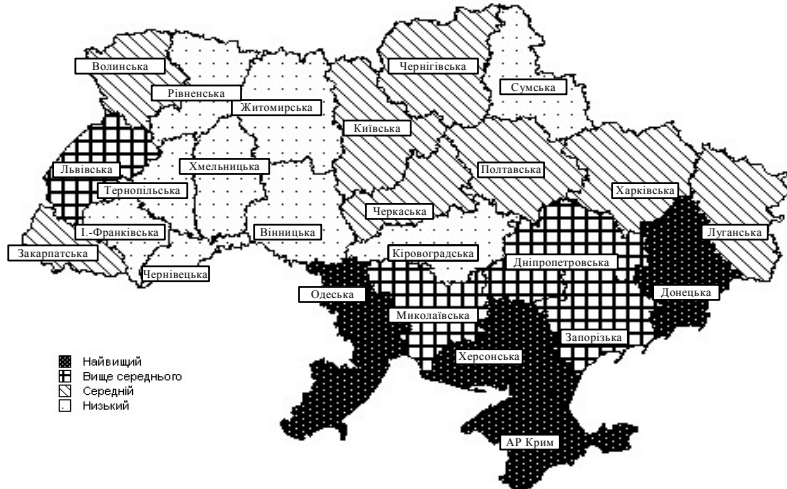 Волинська
Рівненська
Житомирська
Чернігівська
Сумська
Київська
Львівська
Тернопільська
Хмельницька
Полтавська
Харківська
Луганська
Черкаська
Вінницька
І.-Франківська
Закарпатська
Чернівецька
Кіровоградська
Дніпропетровська
Донецька
Одеська
Миколаївська
Запорізька
Херсонська
АР Крим
Найвищий
Вище середнього
Середній
Низький